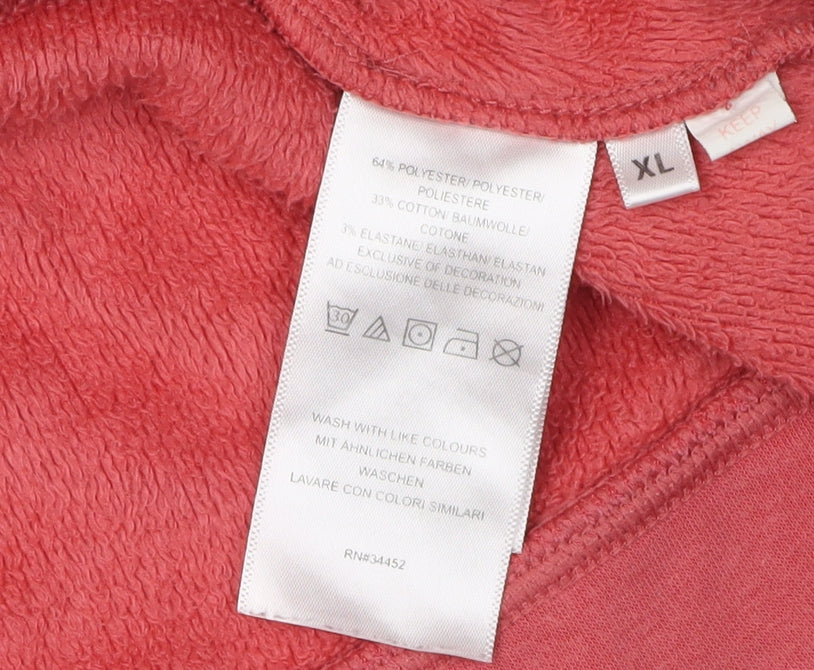 64% POLYESTER/ POLYESTER/
POLIESTERE
33% COTTON/ BAUMWOLLE/
COTONE
3% ELASTANE/ ELASTHAN/ ELASTAN
EXCLUSIVE OF DECORATION
AD ESCLUSIONE DELLE DECORAZIONI
30
WASH WITH LIKE COLOURS
MIT ÄHNLICHEN FARBEN
WASCHEN
LAVARE CON COLORI SIMILARI
RN#34452
XL
KEEP